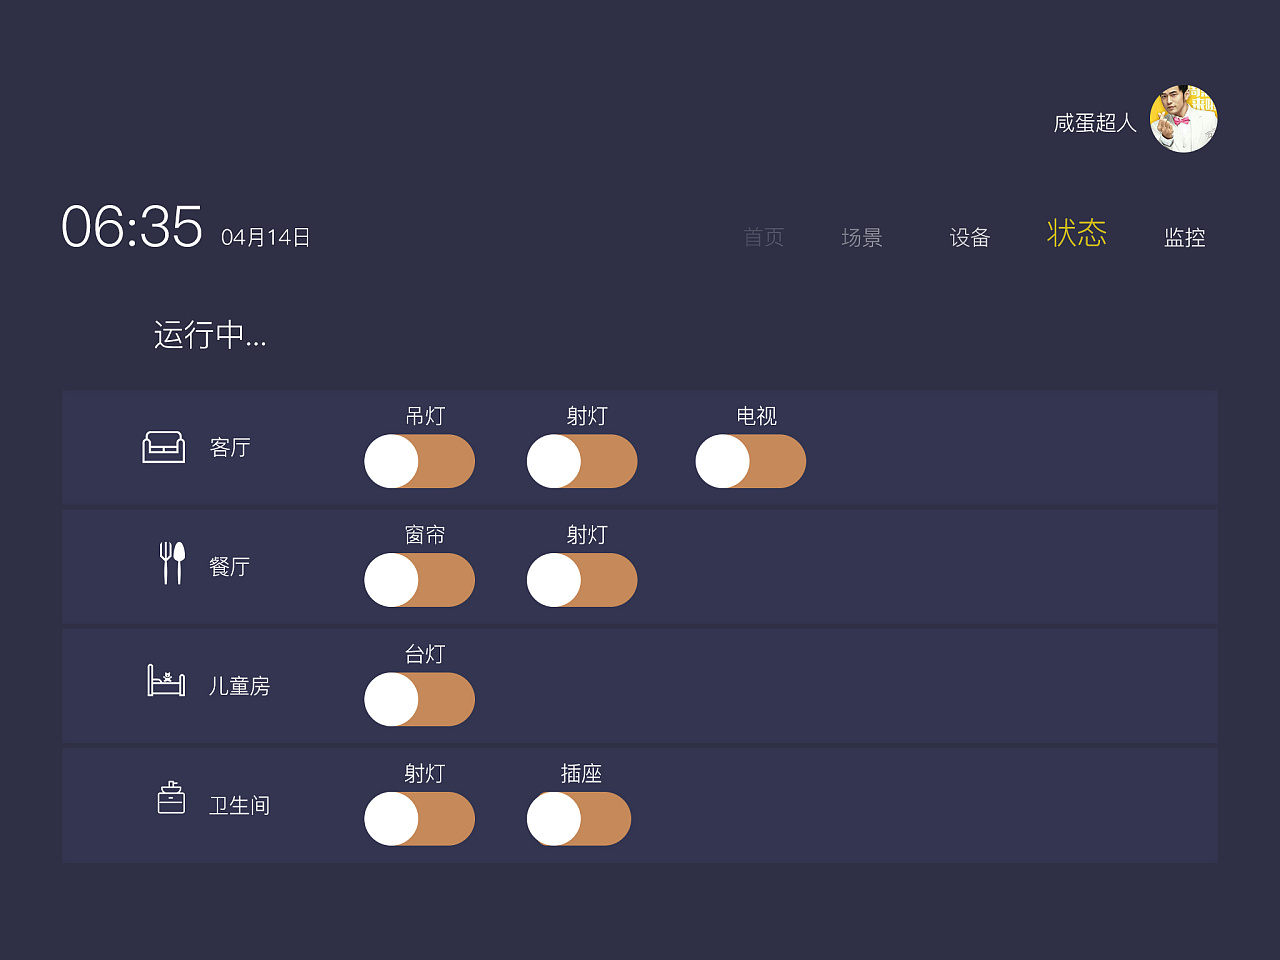 咸蛋超人
06:35 04月14日
首页 场景 设备 状态 监控
运行中...
客厅 吊灯 射灯 电视
餐厅 窗帘 射灯
儿童房 台灯
卫生间 射灯 插座